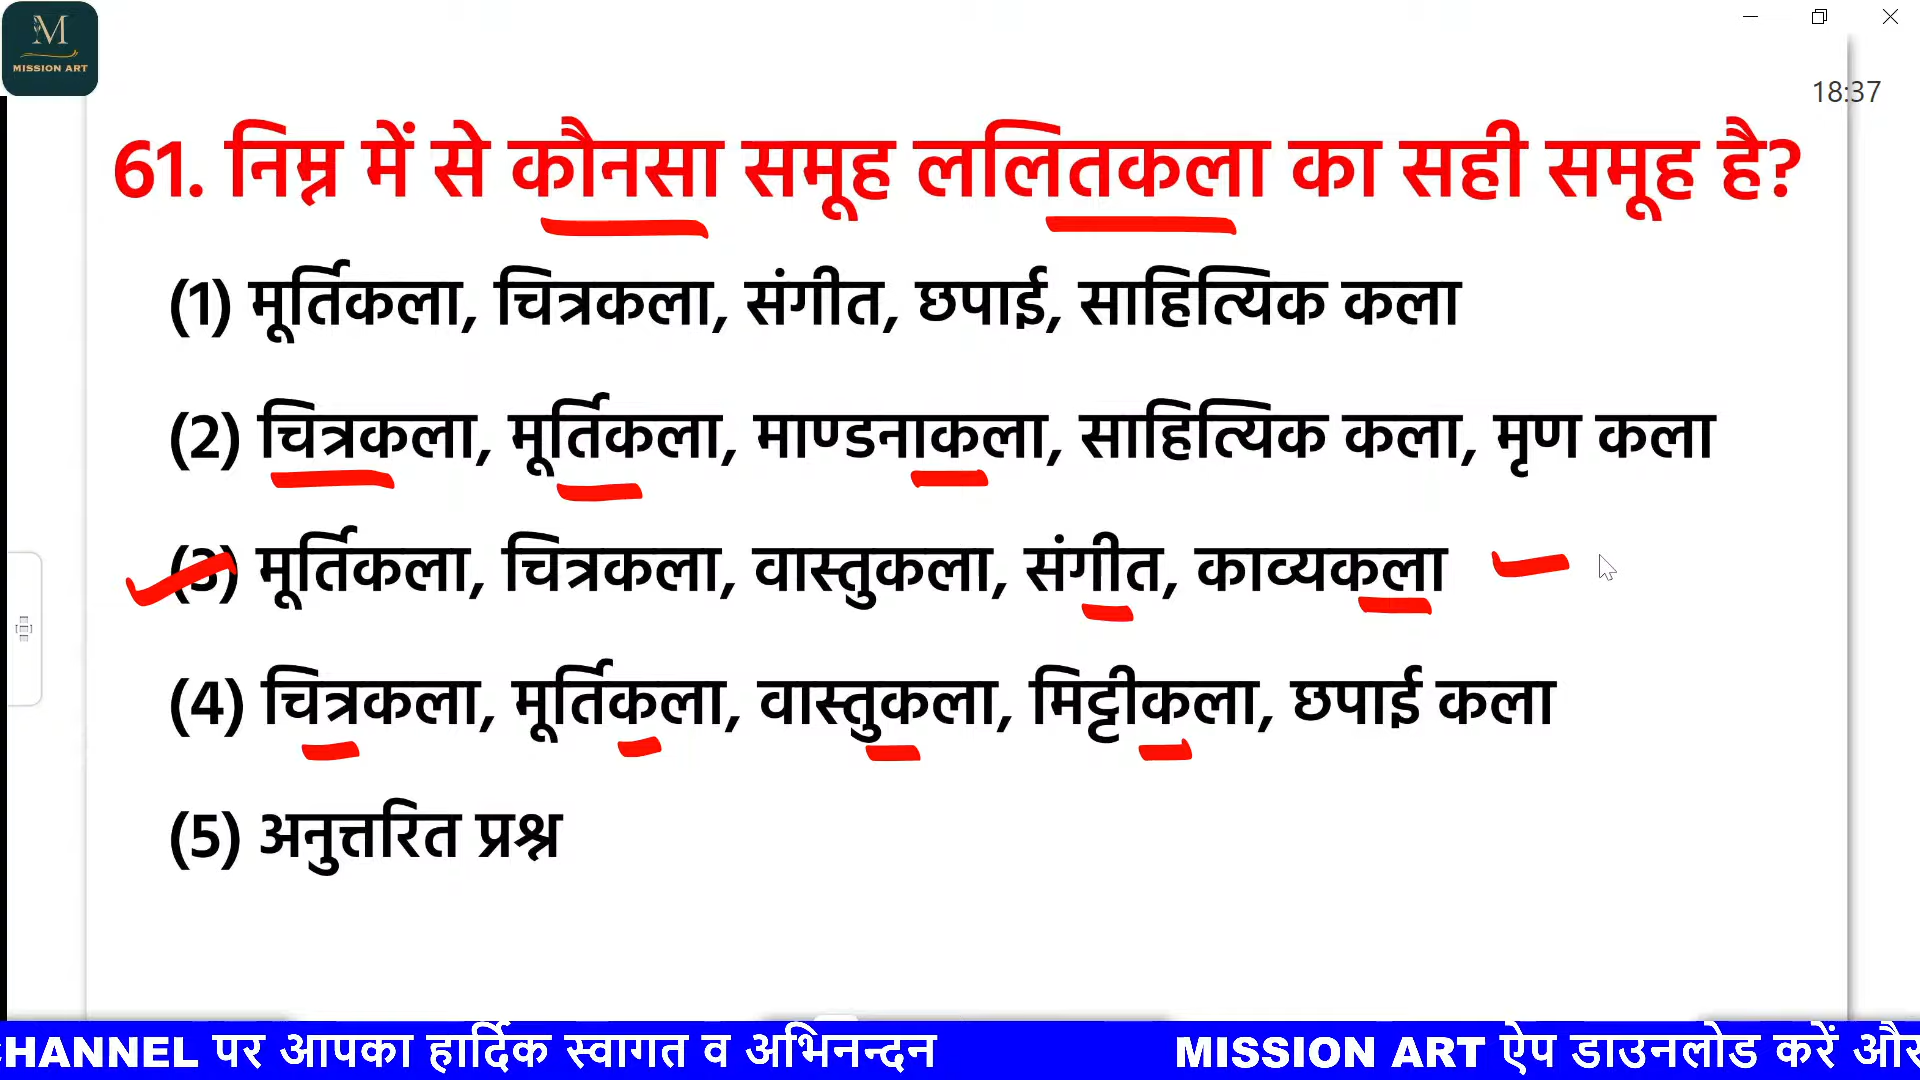 M
MISSION ART
18:37
61. निम्न में से कौनसा समूह ललितकला का सही समूह है?
(1) मूर्तिकला, चित्रकला, संगीत, छपाई, साहित्यिक कला
(2) चित्रकला, मूर्तिकला, माण्डनाकला, साहित्यिक कला, मृण कला
(3) मूर्तिकला, चित्रकला, वास्तुकला, संगीत, काव्यकला
(4) चित्रकला, मूर्तिकला, वास्तुकला, मिट्टीकला, छपाई कला
(5) अनुत्तरित प्रश्न
CHANNEL पर आपका हार्दिक स्वागत व अभिनन्दन MISSION ART ऐप डाउनलोड करें और